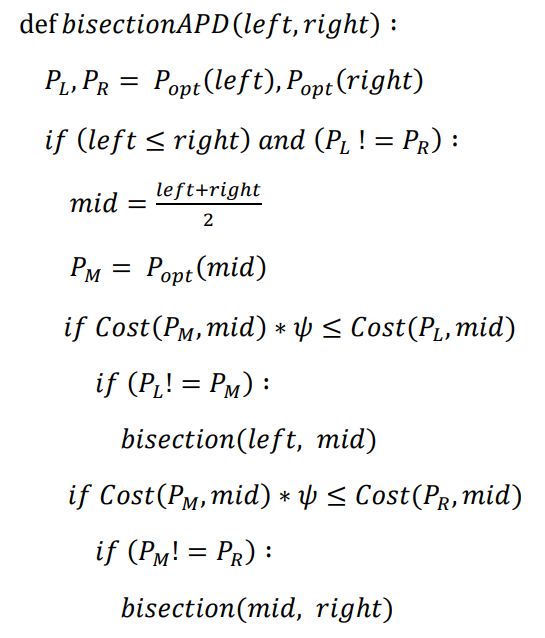 def bisectionAPD(left, right) :
P_L, P_R = P_opt(left), P_opt(right)
if (left ≤ right) and (P_L != P_R) :
mid = left+right / 2
P_M = P_opt(mid)
if Cost(P_M, mid) * ψ ≤ Cost(P_L, mid)
if (P_L! = P_M) :
bisection(left, mid)
if Cost(P_M, mid) * ψ ≤ Cost(P_R, mid)
if (P_M! = P_R) :
bisection(mid, right)